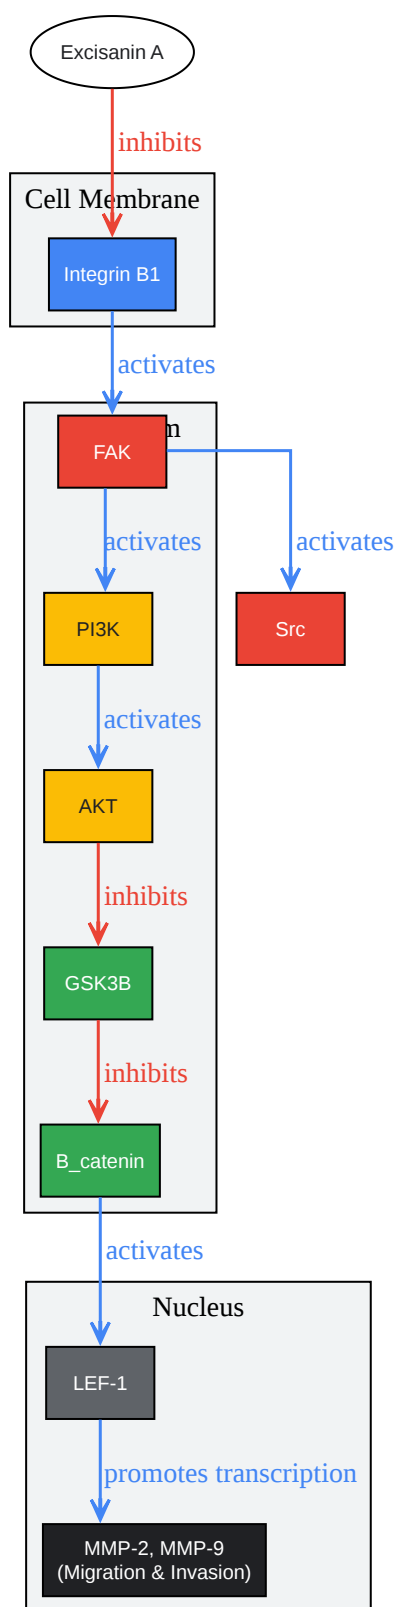 Excisanin A
inhibits
Cell Membrane
Integrin B1
activates
FAK
activates
activates
PI3K
Src
activates
AKT
inhibits
GSK3B
inhibits
B_catenin
activates
Nucleus
LEF-1
promotes transcription
MMP-2, MMP-9
(Migration & Invasion)